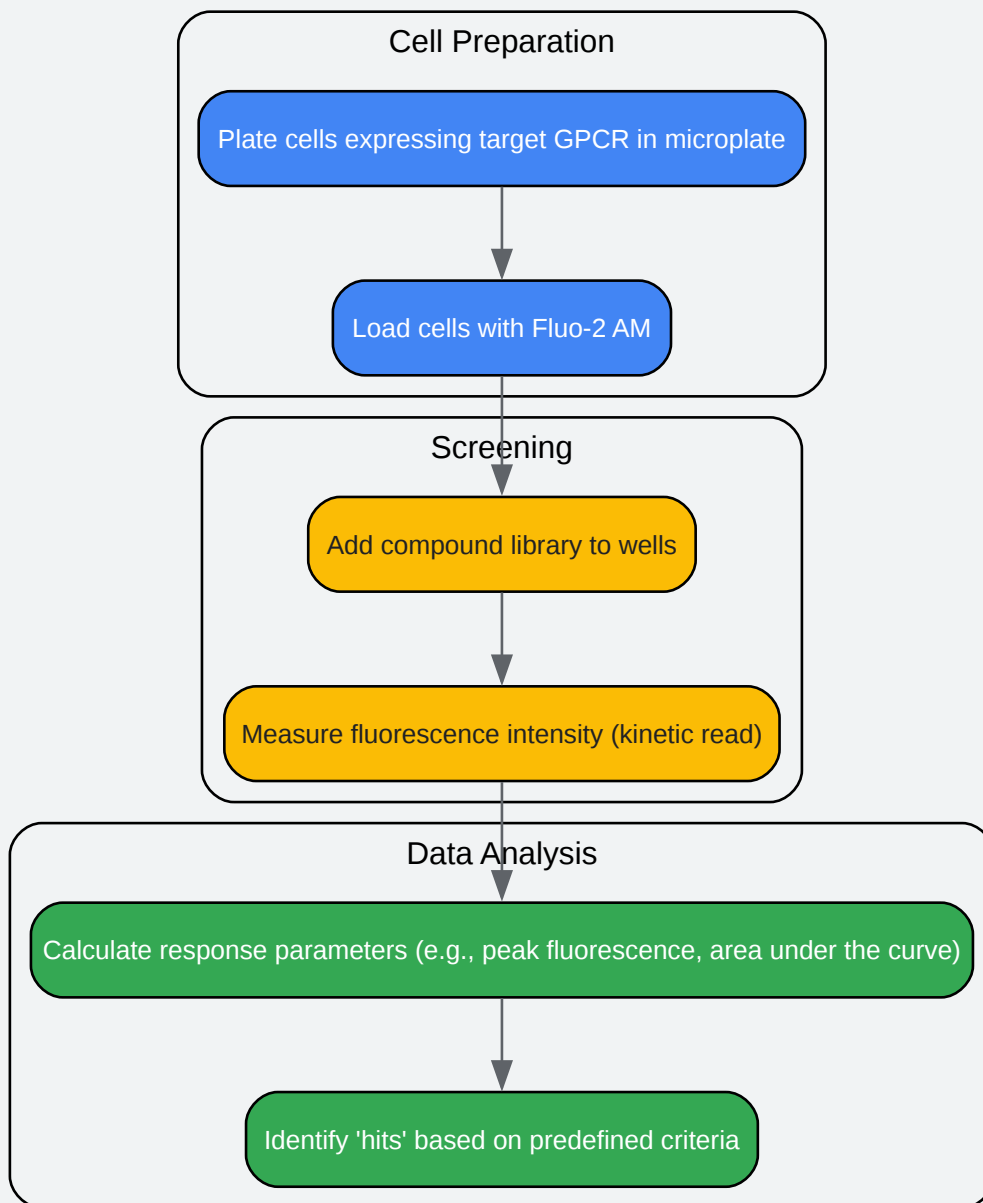 Cell Preparation
Plate cells expressing target GPCR in microplate
Load cells with Fluo-2 AM
Screening
Add compound library to wells
Measure fluorescence intensity (kinetic read)
Data Analysis
Calculate response parameters (e.g., peak fluorescence, area under the curve)
Identify 'hits' based on predefined criteria